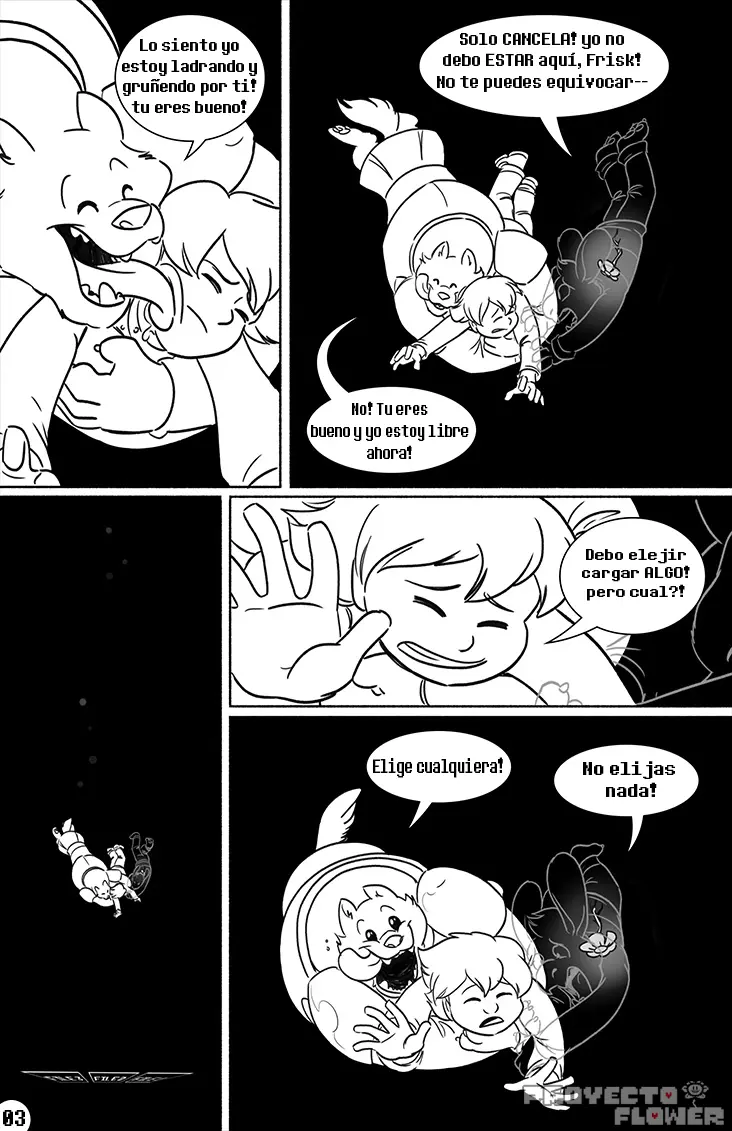 Lo siento yo
estoy ladrando y
gruñendo por ti!
tu eres bueno!
Solo CANCELA! yo no
debo ESTAR aquí, Frisk!
No te puedes equivocar--
No! Tu eres
bueno y yo estoy libre
ahora!
Debo elejir
cargar ALGO!
pero cual?!
Elige cualquiera!
No elijas
nada!
03
PROYECTO
FLOWER